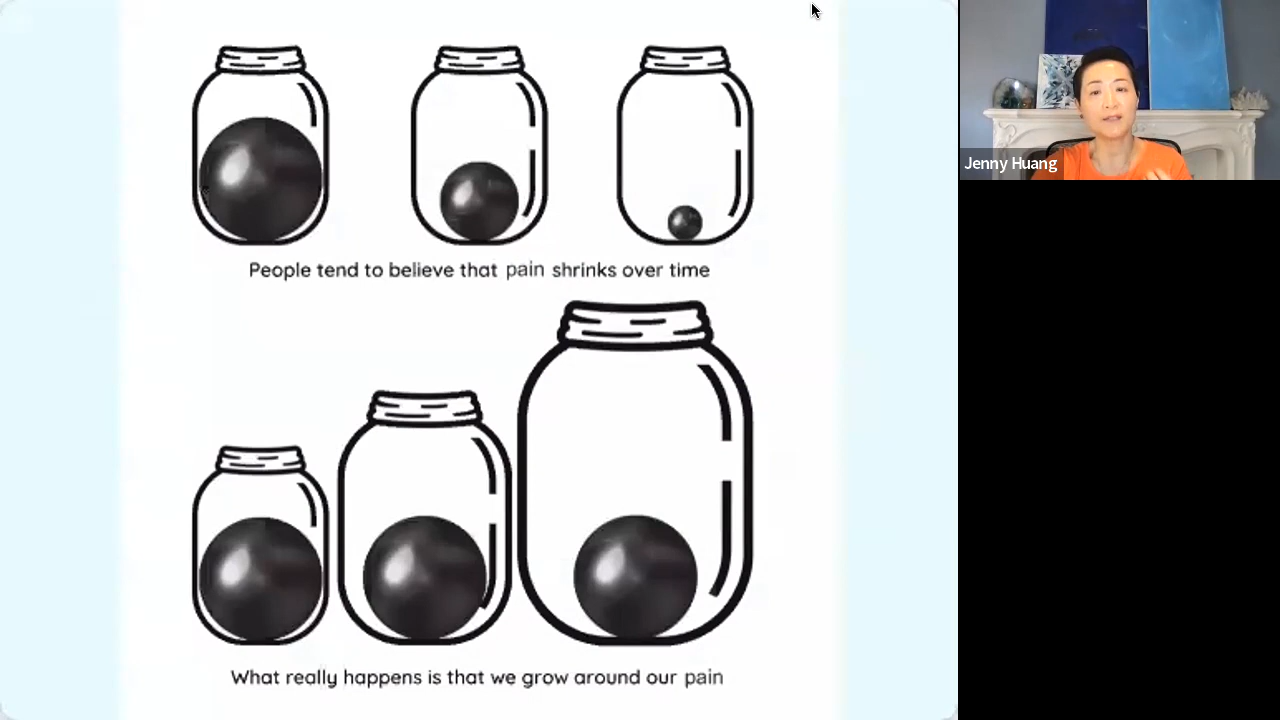 People tend to believe that pain shrinks over time
What really happens is that we grow around our pain
Jenny Huang